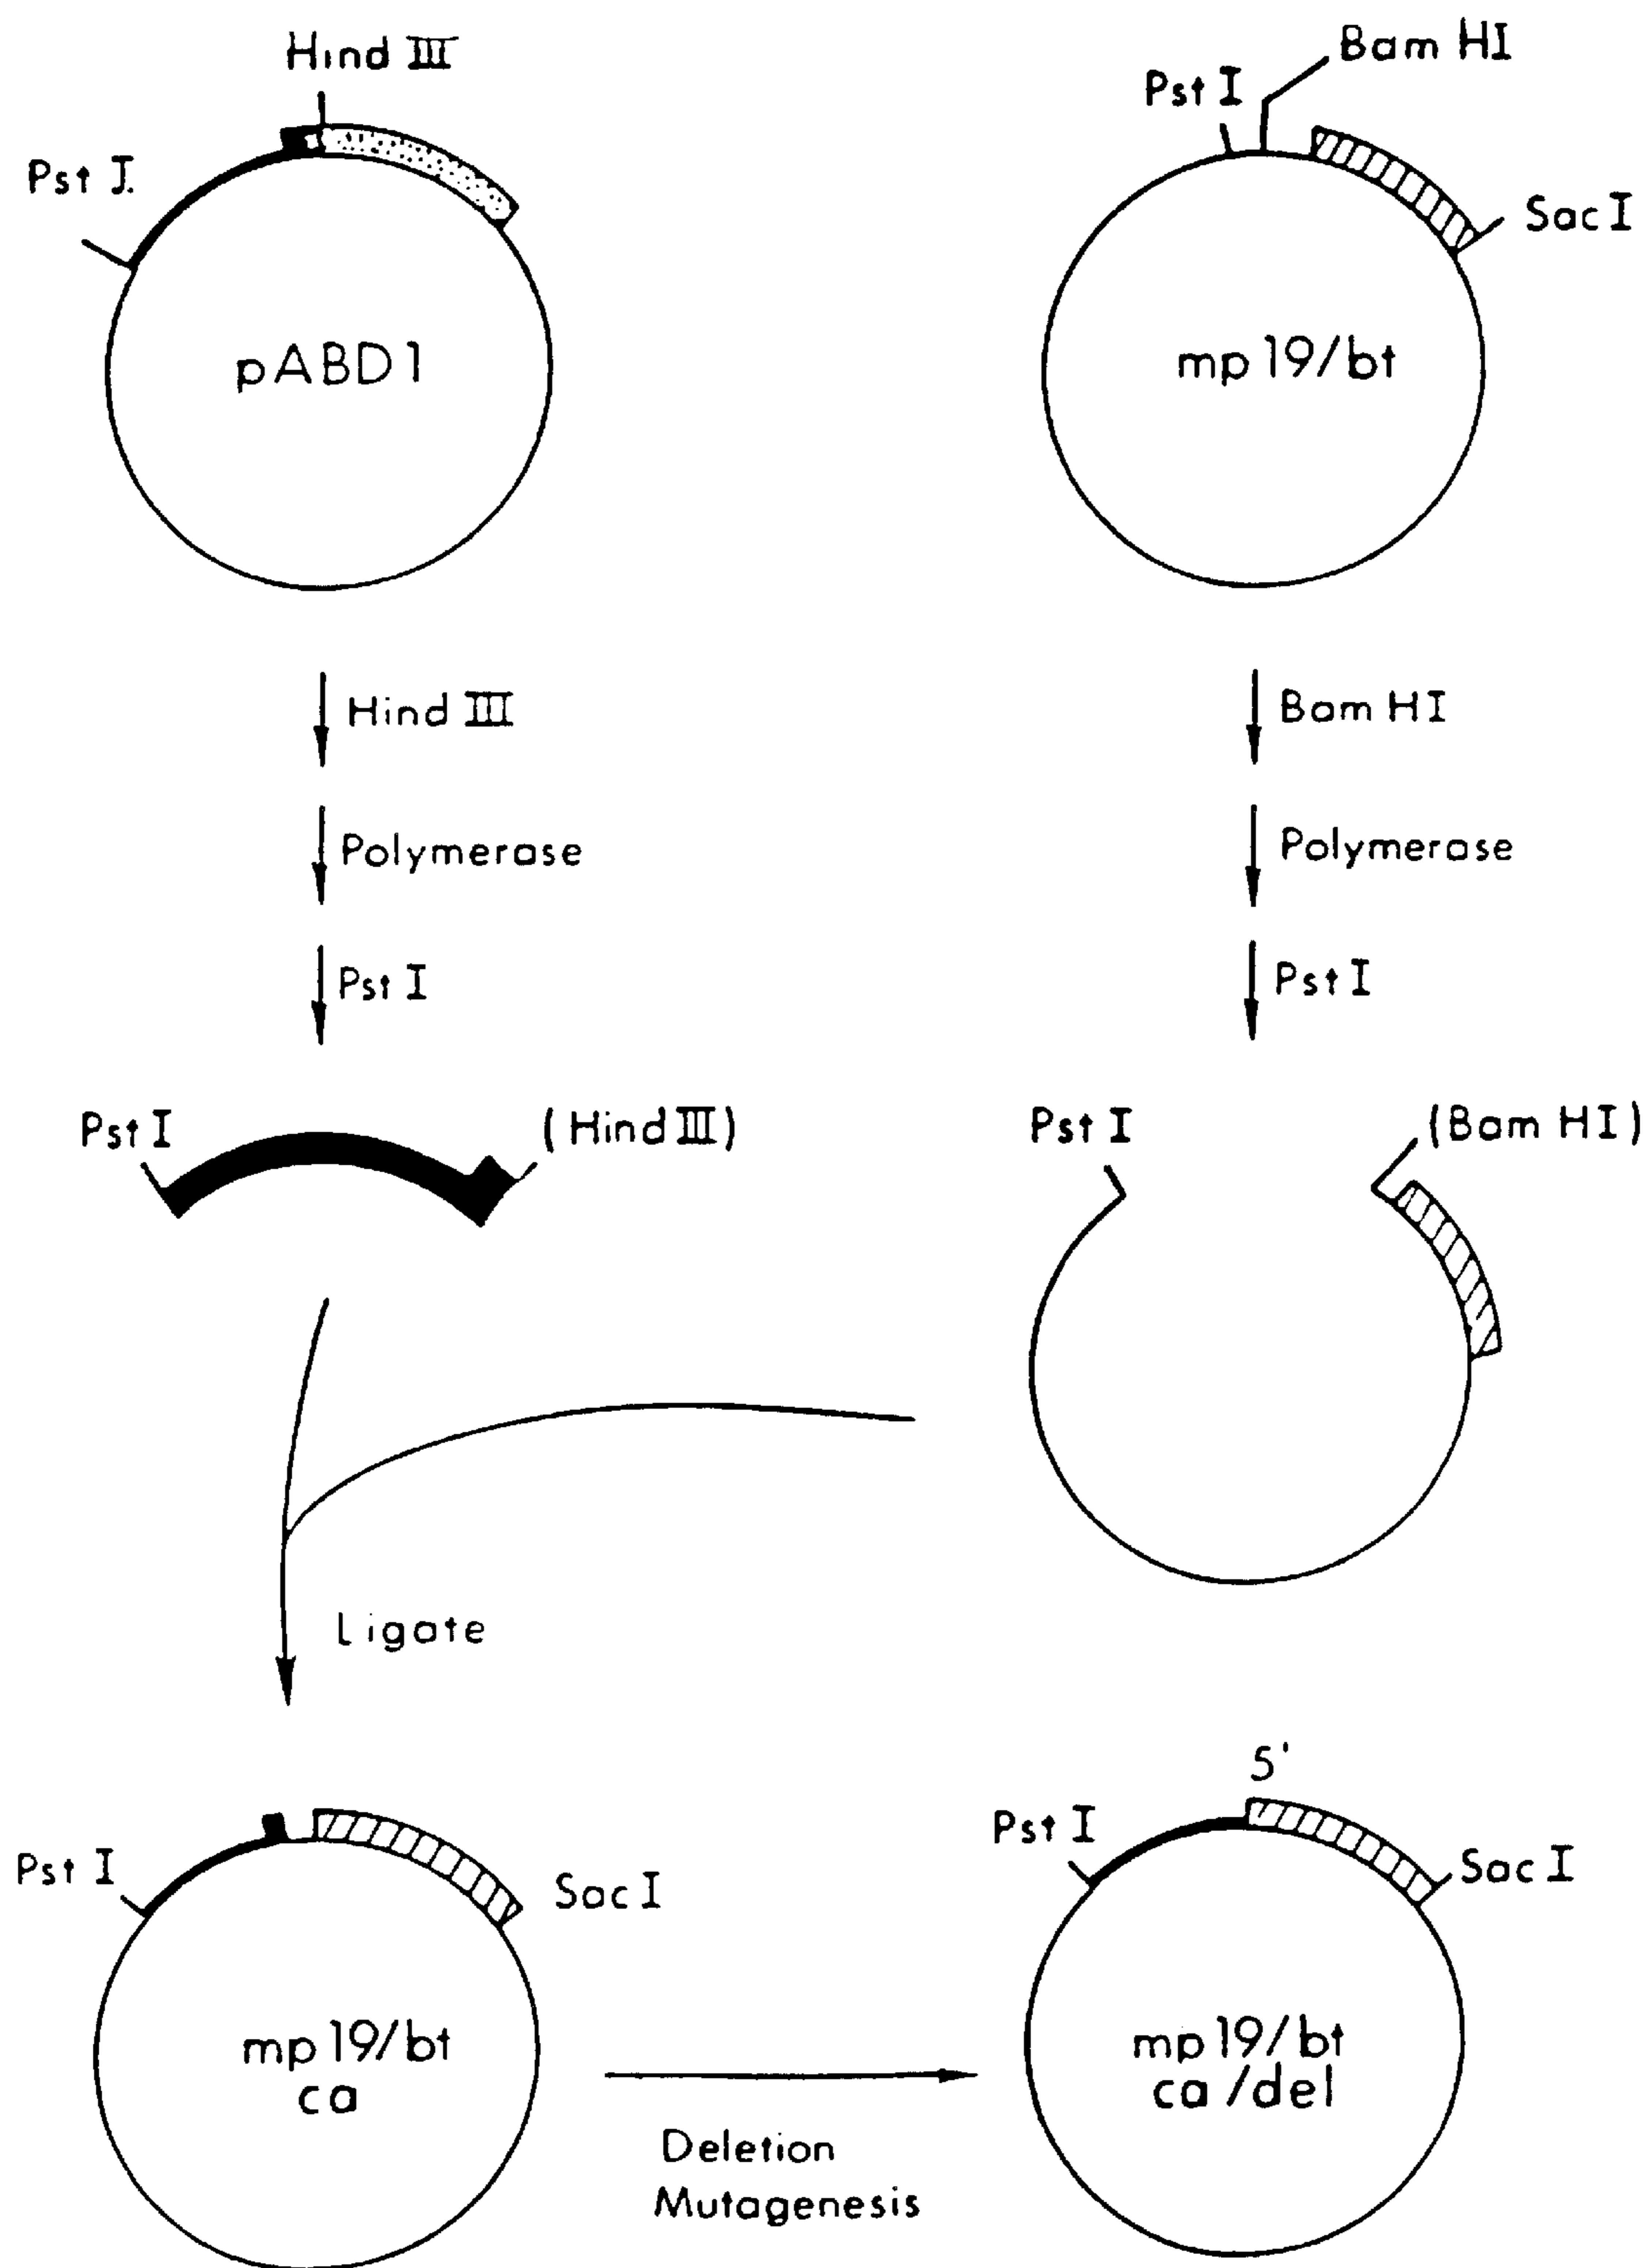 Hind III
Bam HI
Pst I
Pst I
Sac I
pABD1
mp 19/bt
Hind III
Bam HI
Polymerase
Polymerase
Pst I
Pst I
Pst I
(Hind III)
Pst I
(Bam HI)
Ligate
5'
Pst I
Sac I
Pst I
Sac I
mp 19/bt
ca
mp 19/bt
ca/del
Deletion
Mutagenesis